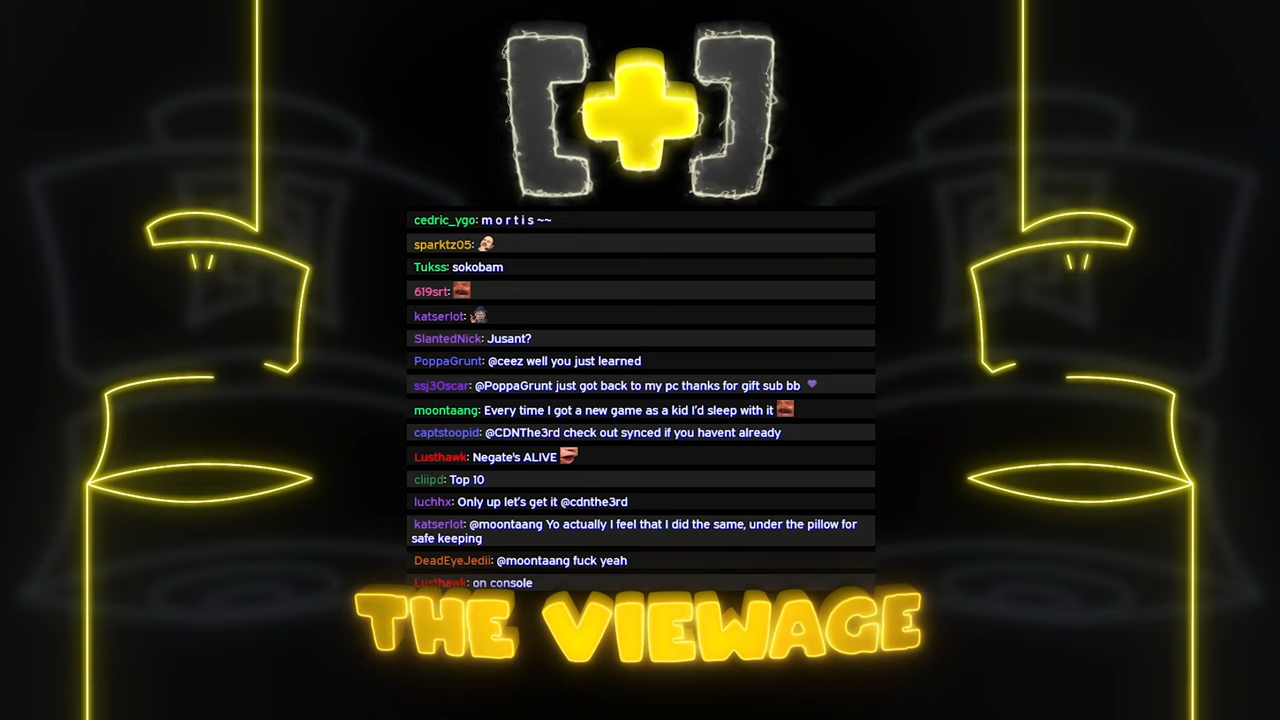 cedric_ygo: m o r t i s ~~
sparktz05:
Tukss: sokobam
619srt:
katserlot:
SlantedNick: Jusant?
PoppaGrunt: @ceez well you just learned
ssj3Oscar: @PoppaGrunt just got back to my pc thanks for gift sub bb
moontaang: Every time I got a new game as a kid I'd sleep with it
captstoopid: @CDNThe3rd check out synced if you havent already
Lusthawk: Negate's ALIVE
cliipd: Top 10
luchhx: Only up let's get it @cdnthe3rd
katserlot: @moontaang Yo actually I feel that I did the same, under the pillow for
safe keeping
DeadEyeJedii: @moontaang fuck yeah
Lusthawk: on console
THE VIEWAGE